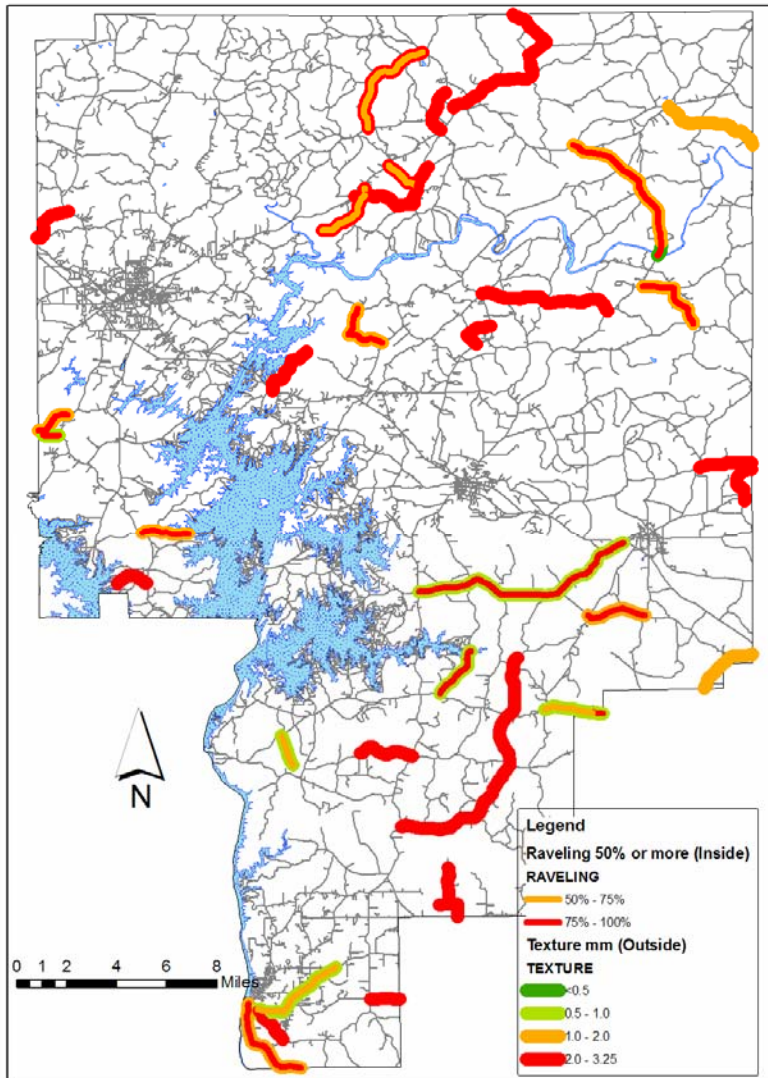 N
0 1 2 4 6 8
Miles
Legend
Raveling 50% or more (Inside)
RAVELING
50% - 75%
75% - 100%
Texture mm (Outside)
TEXTURE
<0.5
0.5 - 1.0
1.0 - 2.0
2.0 - 3.25